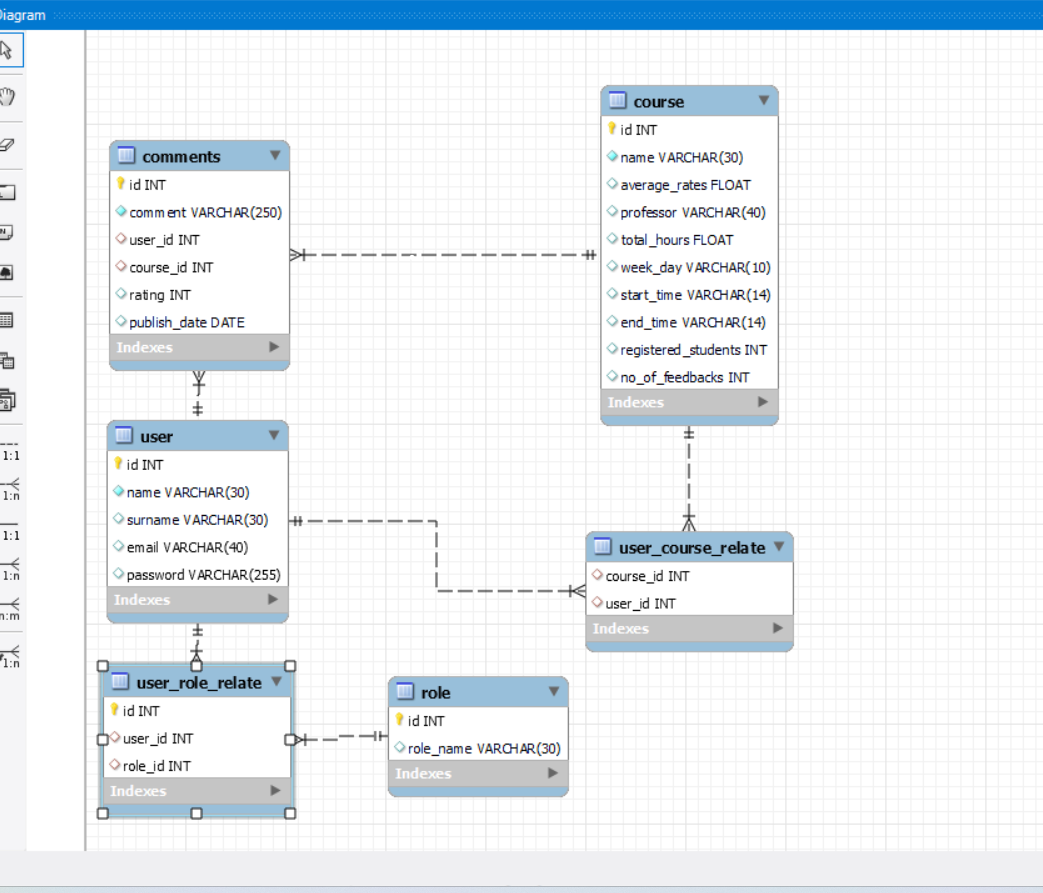 Diagram
comments
id INT
comment VARCHAR(250)
user_id INT
course_id INT
rating INT
publish_date DATE
Indexes
course
id INT
name VARCHAR(30)
average_rates FLOAT
professor VARCHAR(40)
total_hours FLOAT
week_day VARCHAR(10)
start_time VARCHAR(14)
end_time VARCHAR(14)
registered_students INT
no_of_feedbacks INT
Indexes
user
id INT
name VARCHAR(30)
surname VARCHAR(30)
email VARCHAR(40)
password VARCHAR(255)
Indexes
user_course_relate
course_id INT
user_id INT
Indexes
user_role_relate
id INT
user_id INT
role_id INT
Indexes
role
id INT
role_name VARCHAR(30)
Indexes
1:1
1:n
1:1
1:n
n:m
1:n